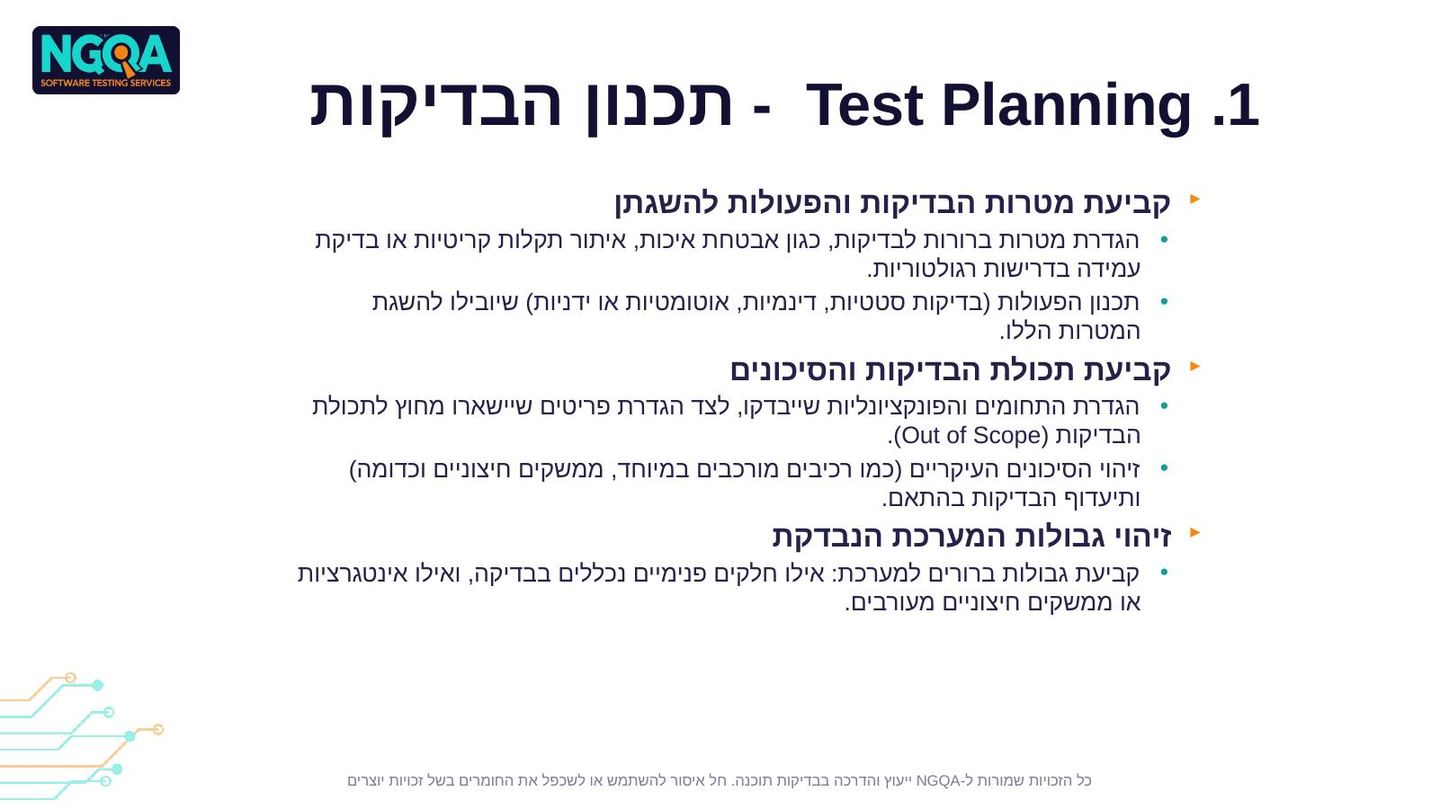 NGQA
SOFTWARE TESTING SERVICES
1. Test Planning - תכנון הבדיקות
קביעת מטרות הבדיקות והפעולות להשגתן
הגדרת מטרות ברורות לבדיקות, כגון אבטחת איכות, איתור תקלות קריטיות או בדיקת
עמידה בדרישות רגולטוריות.
תכנון הפעולות (בדיקות סטטיות, דינמיות, אוטומטיות או ידניות) שיובילו להשגת
המטרות הללו.
קביעת תכולת הבדיקות והסיכונים
הגדרת התחומים והפונקציונליות שייבדקו, לצד הגדרת פריטים שיישארו מחוץ לתכולת
הבדיקות (Out of Scope).
זיהוי הסיכונים העיקריים (כמו רכיבים מורכבים במיוחד, ממשקים חיצוניים וכדומה)
ותיעדוף הבדיקות בהתאם.
זיהוי גבולות המערכת הנבדקת
קביעת גבולות ברורים למערכת: אילו חלקים פנימיים נכללים בבדיקה, ואילו אינטגרציות
או ממשקים חיצוניים מעורבים.
כל הזכויות שמורות ל-NGQA ייעוץ והדרכה בבדיקות תוכנה. חל איסור להשתמש או לשכפל את החומרים בשל זכויות יוצרים